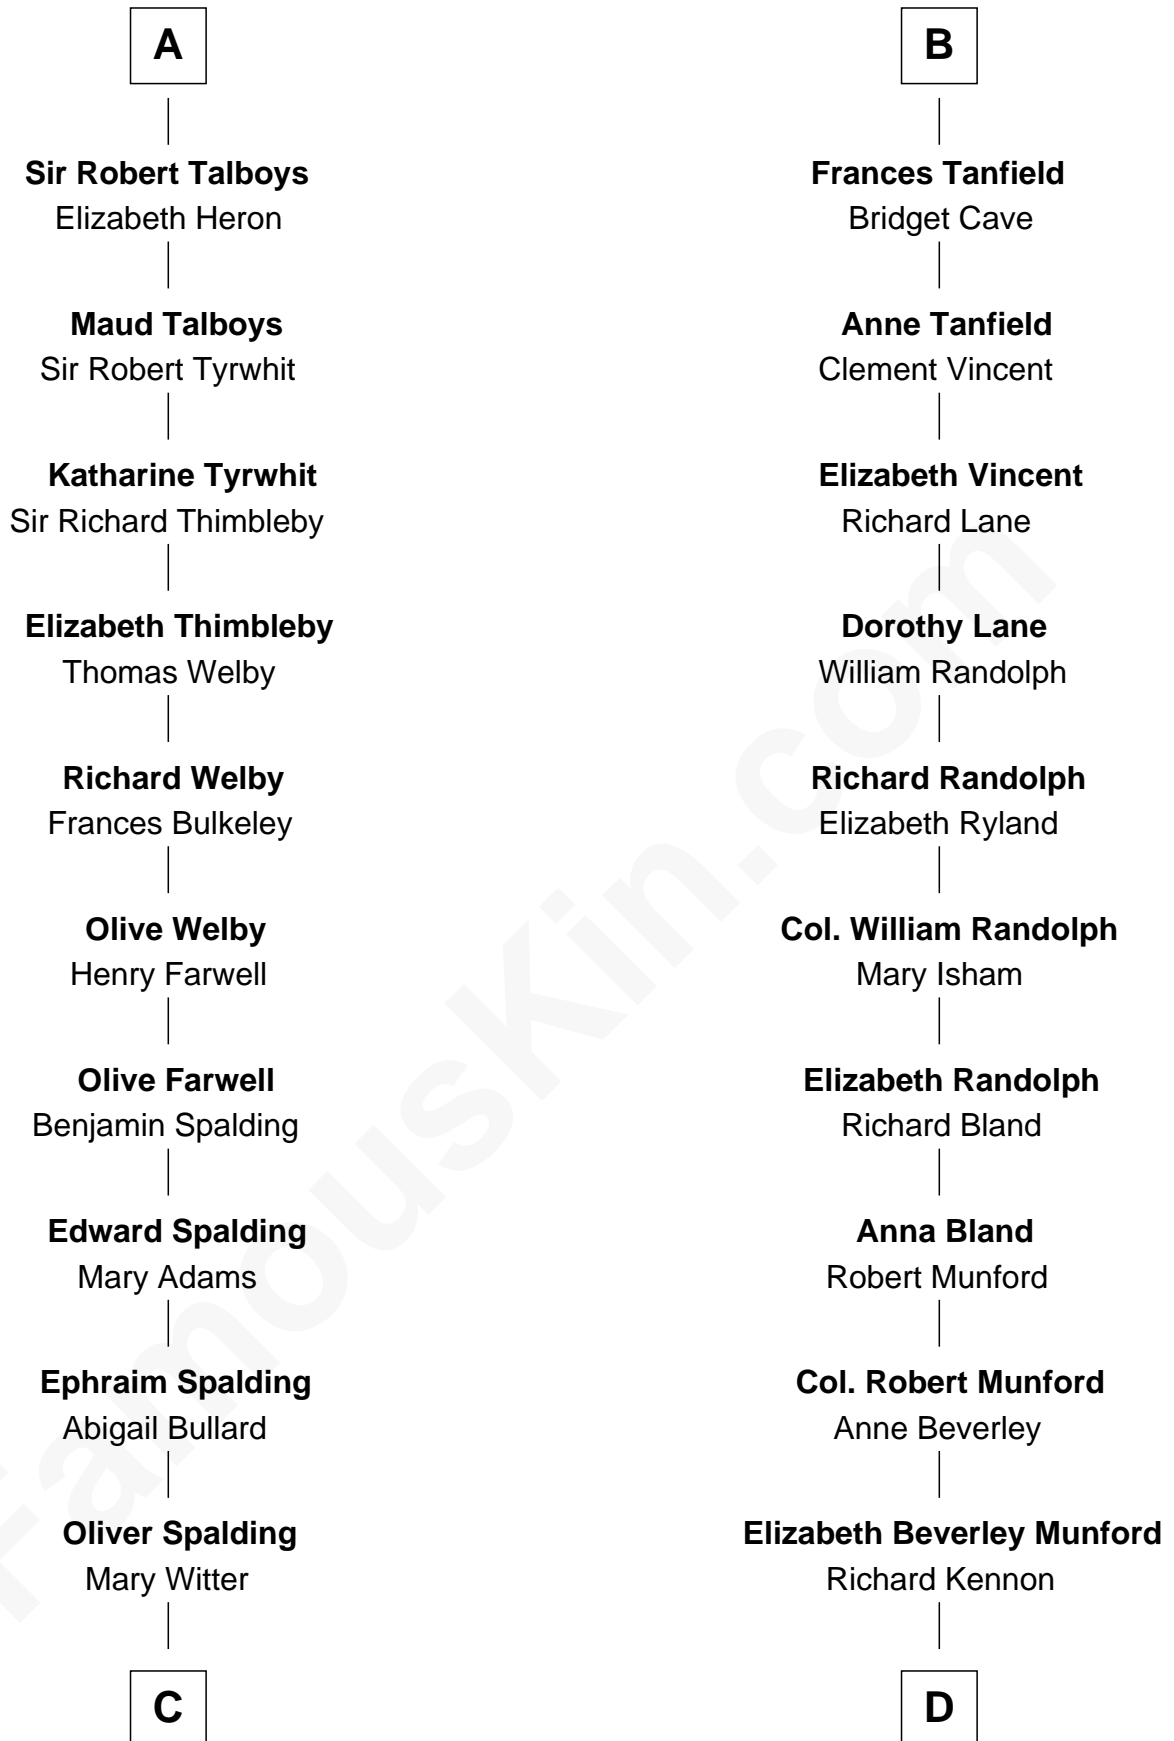 A
Sir Robert Talboys
Elizabeth Heron
Maud Talboys
Sir Robert Tyrwhit
Katharine Tyrwhit
Sir Richard Thimbleby
Elizabeth Thimbleby
Thomas Welby
Richard Welby
Frances Bulkeley
Olive Welby
Henry Farwell
Olive Farwell
Benjamin Spalding
Edward Spalding
Mary Adams
Ephraim Spalding
Abigail Bullard
Oliver Spalding
Mary Witter
C
B
Frances Tanfield
Bridget Cave
Anne Tanfield
Clement Vincent
Elizabeth Vincent
Richard Lane
Dorothy Lane
William Randolph
Richard Randolph
Elizabeth Ryland
Col. William Randolph
Mary Isham
Elizabeth Randolph
Richard Bland
Anna Bland
Robert Munford
Col. Robert Munford
Anne Beverley
Elizabeth Beverley Munford
Richard Kennon
D
FamousKin.com